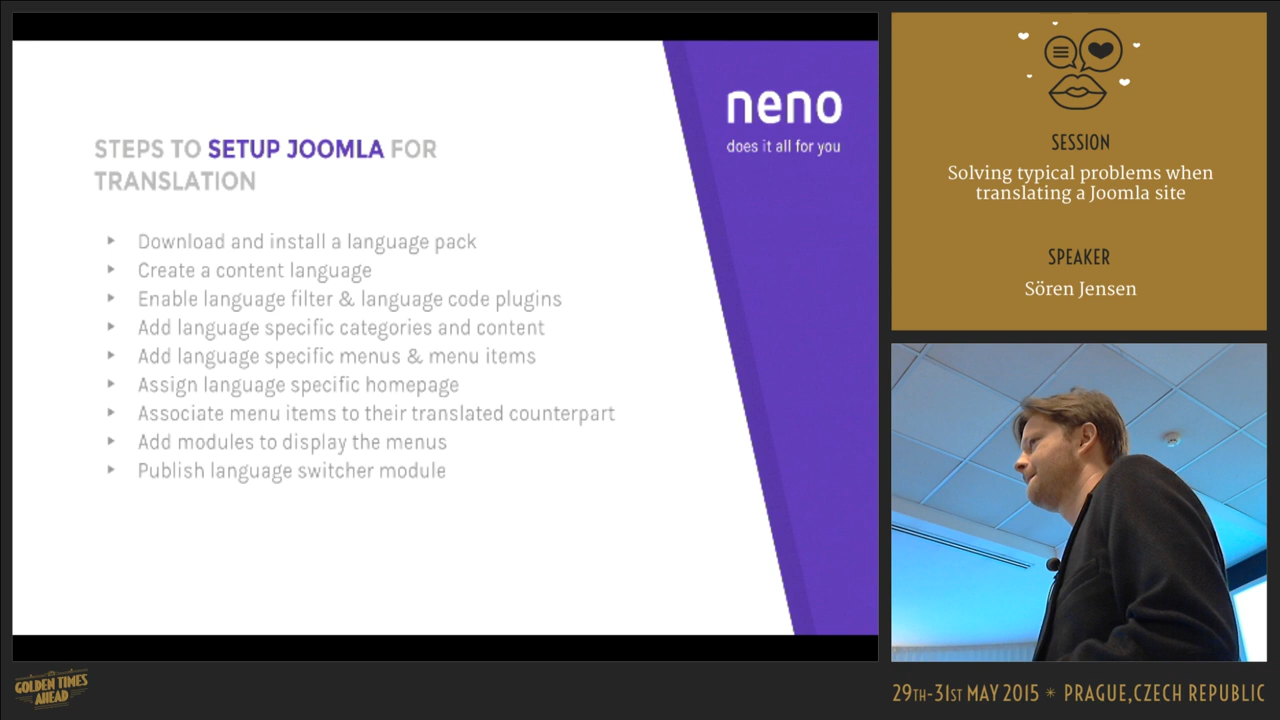 STEPS TO SETUP JOOMLA FOR
TRANSLATION
Download and install a language pack
Create a content language
Enable language filter & language code plugins
Add language specific categories and content
Add language specific menus & menu items
Assign language specific homepage
Associate menu items to their translated counterpart
Add modules to display the menus
Publish language switcher module
neno
does it all for you
SESSION
Solving typical problems when
translating a Joomla site
SPEAKER
Sören Jensen
GOLDEN TIMES
AHEAD
29TH-31ST MAY 2015 * PRAGUE,CZECH REPUBLIC